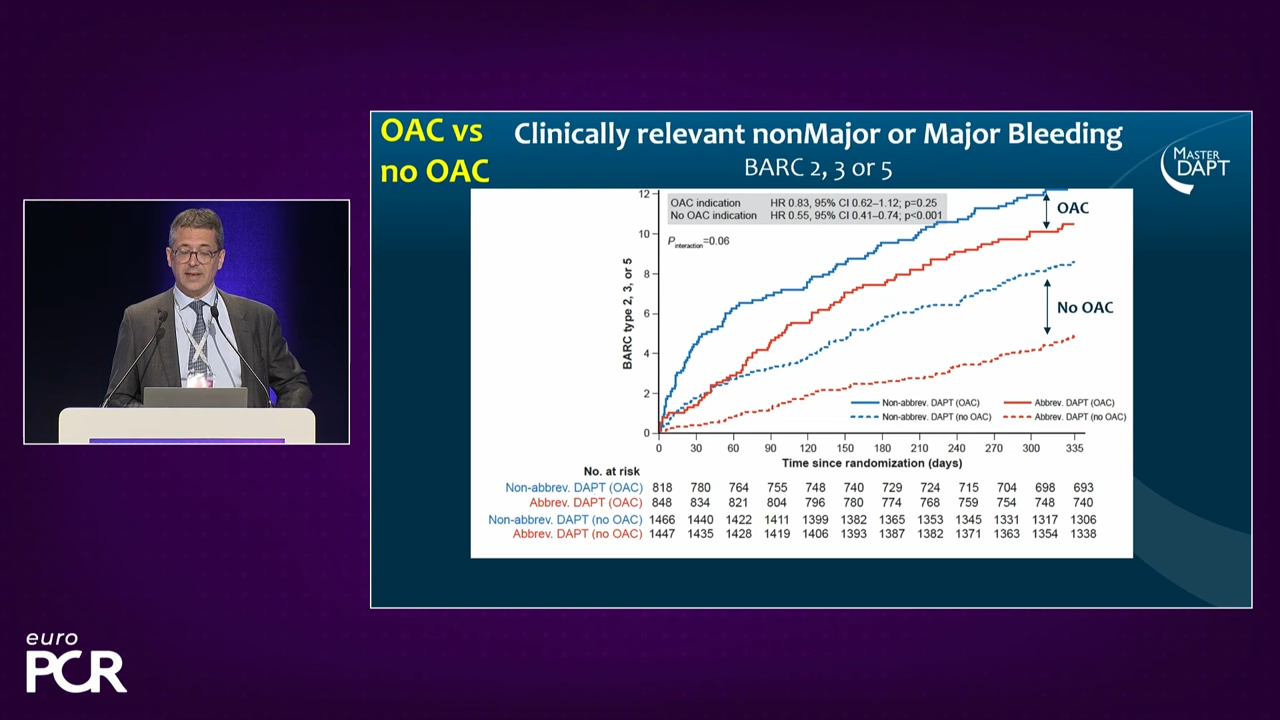 OAC vs
no OAC
Clinically relevant nonMajor or Major Bleeding
BARC 2, 3 or 5
MASTER
DAPT
BARC type 2, 3, or 5
12
10
8
6
4
2
0
OAC indication HR 0.83, 95% CI 0.62–1.12; p=0.25
No OAC indication HR 0.55, 95% CI 0.41–0.74; p<0.001
Pinteraction=0.06
OAC
No OAC
Non-abbrev. DAPT (OAC) Abbrev. DAPT (OAC)
Non-abbrev. DAPT (no OAC) Abbrev. DAPT (no OAC)
0 30 60 90 120 150 180 210 240 270 300 335
Time since randomization (days)
No. at risk
Non-abbrev. DAPT (OAC) 818 780 764 755 748 740 729 724 715 704 698 693
Abbrev. DAPT (OAC) 848 834 821 804 796 780 774 768 759 754 748 740
Non-abbrev. DAPT (no OAC) 1466 1440 1422 1411 1399 1382 1365 1353 1345 1331 1317 1306
Abbrev. DAPT (no OAC) 1447 1435 1428 1419 1406 1393 1387 1382 1371 1363 1354 1338
euro
PCR